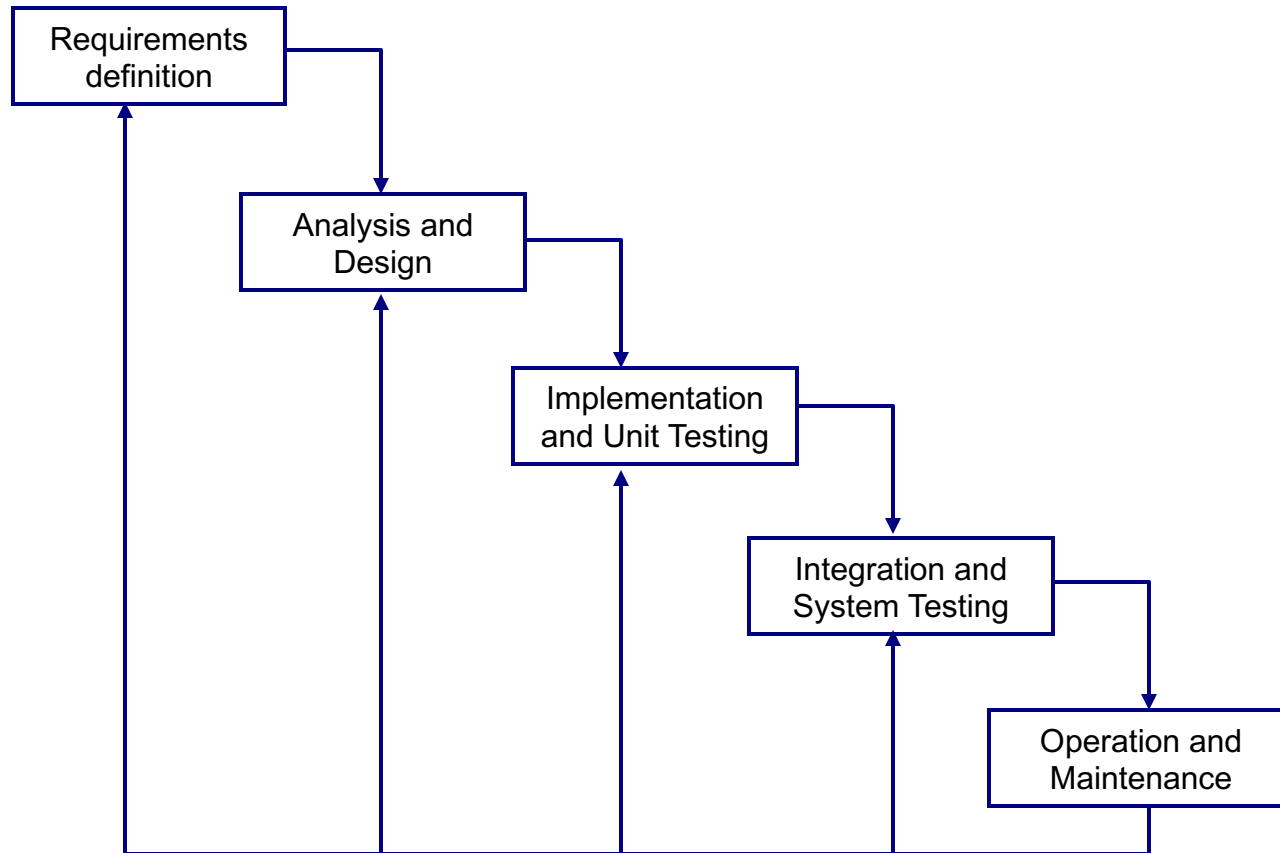 Requirements
definition
Analysis and
Design
Implementation
and Unit Testing
Integration and
System Testing
Operation and
Maintenance